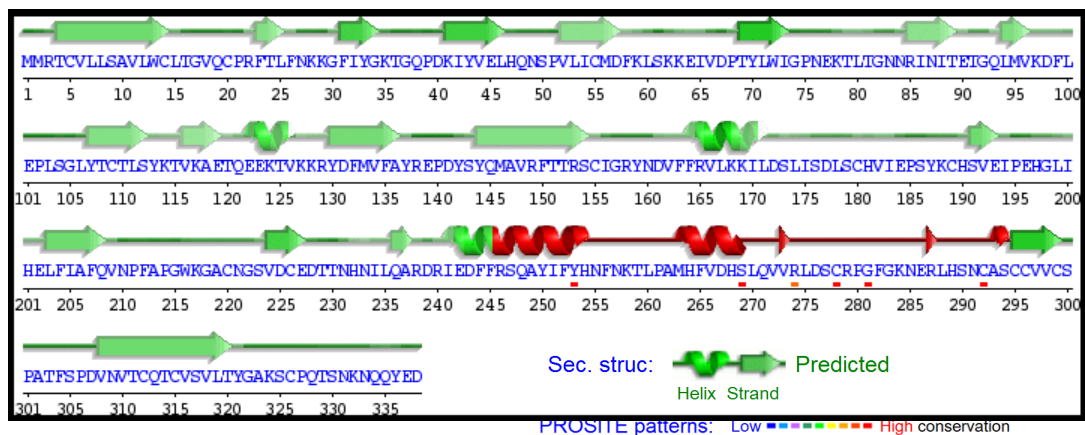 MMRTCVLLSAVLWCLTGVQCPRFTLFNKKGFIYGKTGQPDKIYVELHQNSPVLICMDFKLSKKEIVDPTYLWIGPNEKTLTGNNRINITETGQLMVKDFL
1 5 10 15 20 25 30 35 40 45 50 55 60 65 70 75 80 85 90 95 100
EPLSGLYTCTLSYKTVKAETQEEKTVKKRYDFMVFAYREPDYSYQMAVRFTTRSCIGRYNDVFFRVLKKILDSLISDLSCHVIEPSYKCHSVEIPEHGLI
101 105 110 115 120 125 130 135 140 145 150 155 160 165 170 175 180 185 190 195 200
HELFIAFQVNPFAPGWKGACNGSVDCEDTTNHNILQARDRIEDFFRSQAYIFYHNFNKTLPAMHFVDHSLQVVRLDSCRPGFGKNERLHSNCASCCVVCS
201 205 210 215 220 225 230 235 240 245 250 255 260 265 270 275 280 285 290 295 300
PATFSPDVNVTCQTCVSVLTYGAKSCPQTSNKNQQYED
301 305 310 315 320 325 330 335
Sec. struc: Predicted
Helix Strand
PROSITE patterns: Low High conservation